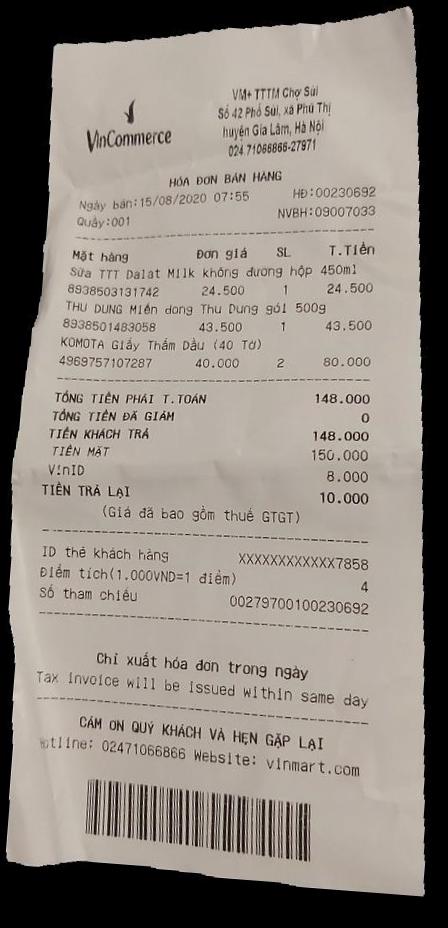 VinCommerce
VM+ TTTM Chợ Sủi
Số 42 Phố Sủi, xã Phú Thị
huyện Gia Lâm, Hà Nội
024.71066866-27971
HÓA ĐƠN BÁN HÀNG
Ngày bán:15/08/2020 07:55 HĐ:00230692
Quầy:001 NVBH:09007033
Mặt hàng Đơn giá SL T.Tiền
Sữa TTT Dalat Milk không đường hộp 450ml
8938503131742 24.500 1 24.500
THU DUNG Miến dong Thu Dung gói 500g
8938501483058 43.500 1 43.500
KOMOTA Giấy Thấm Dầu (40 Tờ)
4969757107287 40.000 2 80.000
TỔNG TIỀN PHẢI T.TOÁN 148.000
TỔNG TIỀN ĐÃ GIẢM 0
TIỀN KHÁCH TRẢ 148.000
TIỀN MẶT 150.000
VinID 8.000
TIỀN TRẢ LẠI 10.000
(Giá đã bao gồm thuế GTGT)
ID thẻ khách hàng XXXXXXXXXXXX7858
Điểm tích(1.000VND=1 điểm) 4
Số tham chiếu 00279700100230692
Chỉ xuất hóa đơn trong ngày
Tax invoice will be issued within same day
CẢM ƠN QUÝ KHÁCH VÀ HẸN GẶP LẠI
Hotline: 02471066866 Website: vinmart.com